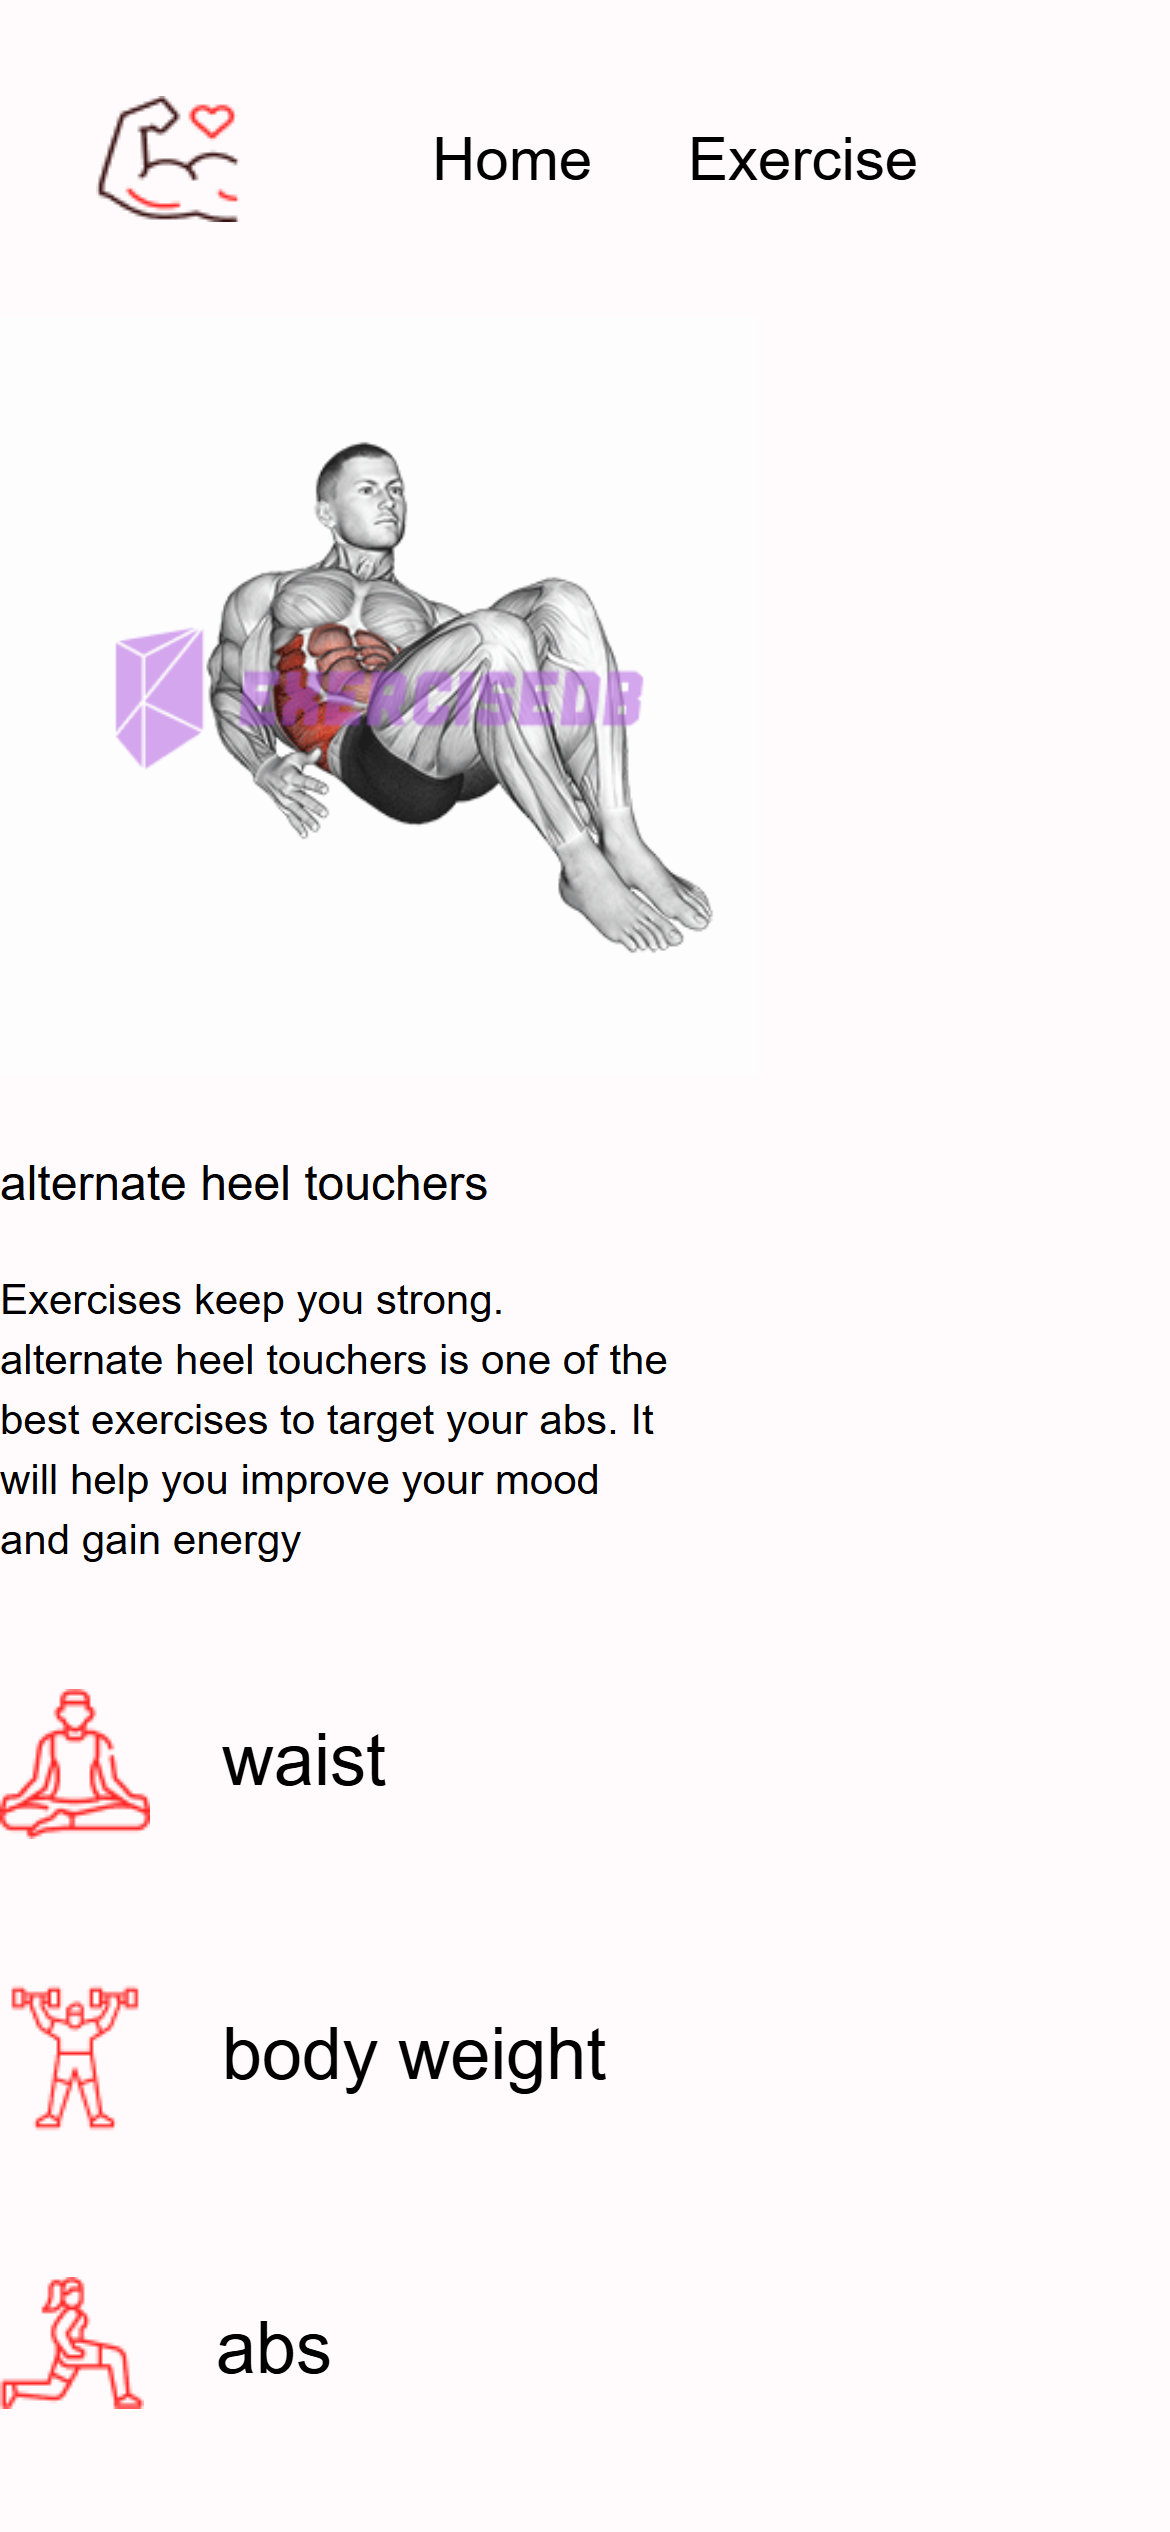 Home Exercise
EXERCISEDB
alternate heel touchers
Exercises keep you strong.
alternate heel touchers is one of the
best exercises to target your abs. It
will help you improve your mood
and gain energy
waist
body weight
abs